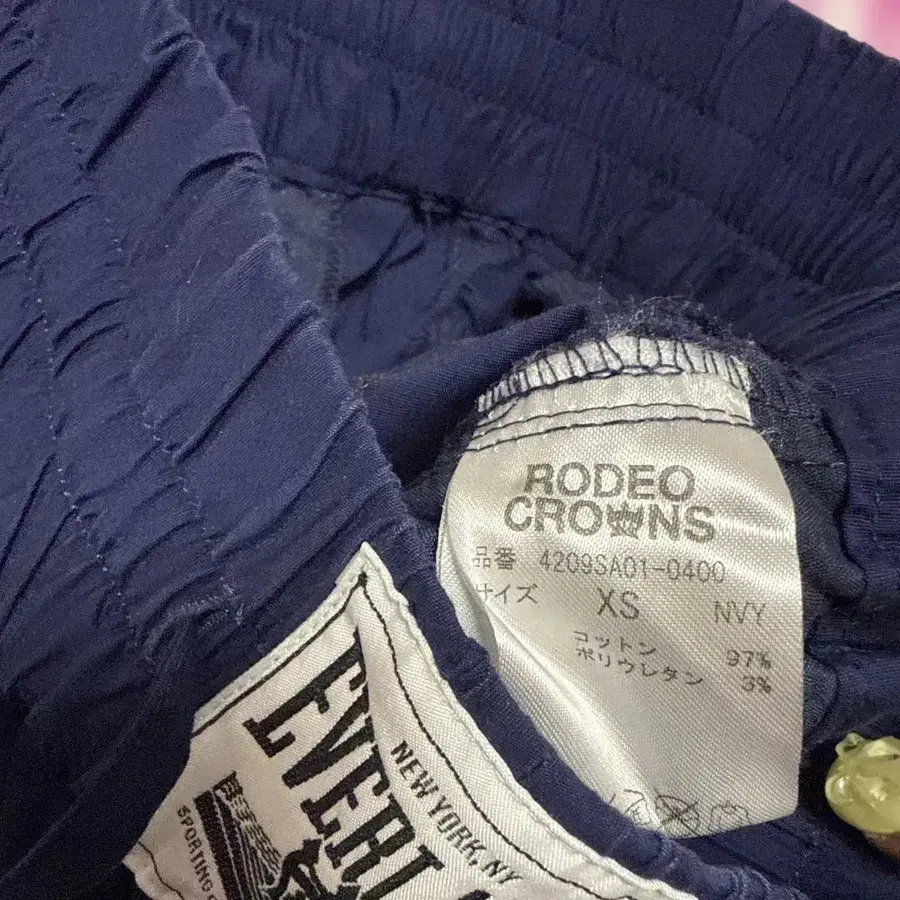 RODEO
CROWNS
品番 4209SA01-0400
サイズ XS NVY
コットン 97%
ポリウレタン 3%
EVERL
NEW YORK, NY
SPORTING